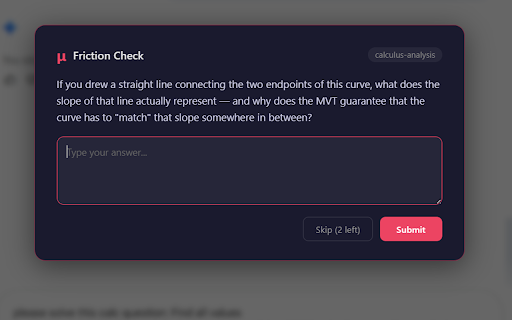 μ Friction Check
calculus-analysis
If you drew a straight line connecting the two endpoints of this curve, what does the
slope of that line actually represent — and why does the MVT guarantee that the
curve has to "match" that slope somewhere in between?
Type your answer...
Skip (2 left)
Submit
please solve this calc question: Find all values